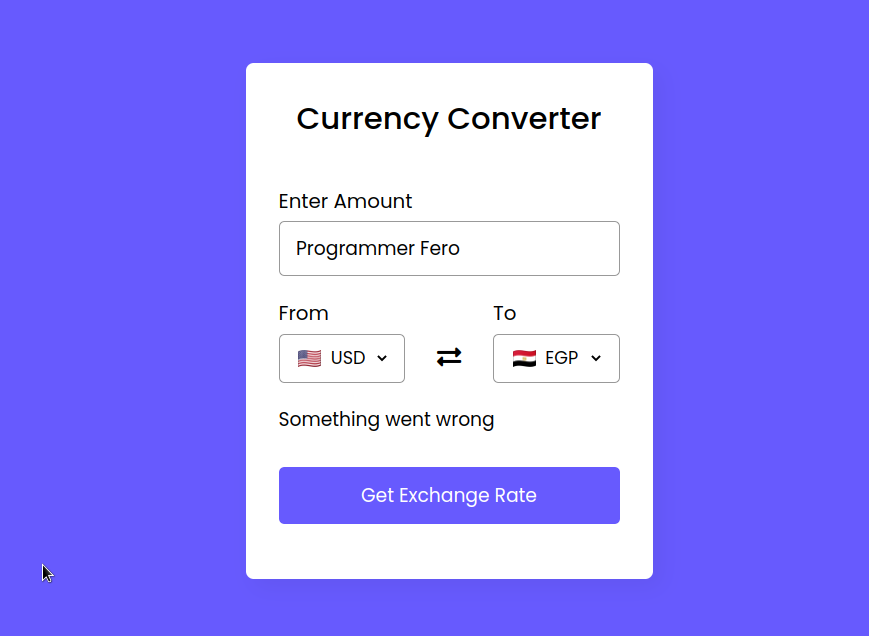 Currency Converter
Enter Amount
Programmer Fero
From To
USD EGP
Something went wrong
Get Exchange Rate